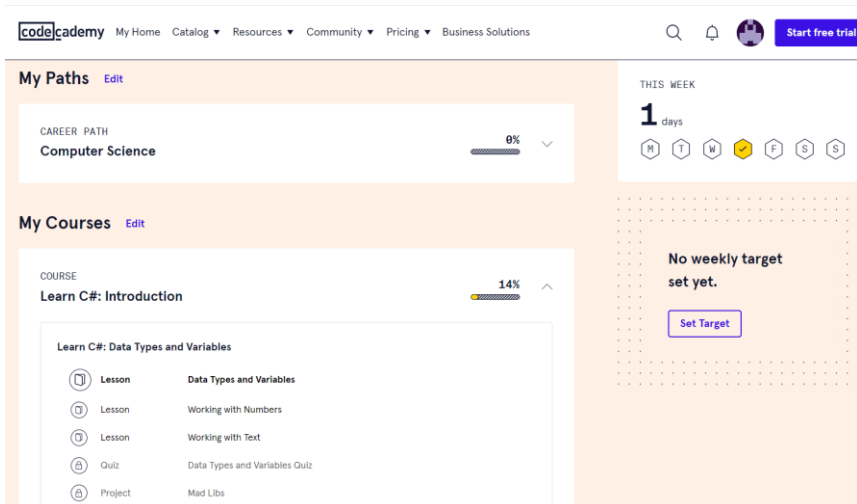 codecademy My Home Catalog Resources Community Pricing Business Solutions Start free trial
My Paths Edit
CAREER PATH
Computer Science
0%
My Courses Edit
COURSE
Learn C#: Introduction
14%
Learn C#: Data Types and Variables
Lesson Data Types and Variables
Lesson Working with Numbers
Lesson Working with Text
Quiz Data Types and Variables Quiz
Project Mad Libs
THIS WEEK
1 days
M T W F S S
No weekly target
set yet.
Set Target